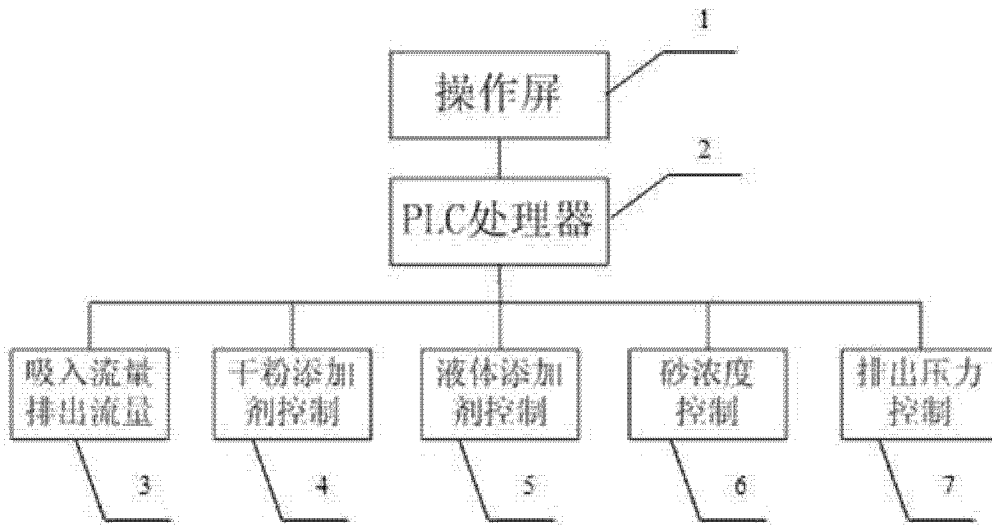 1
操作屏
2
PLC处理器
吸入流量
排出流量
干粉添加
剂控制
液体添加
剂控制
砂浓度
控制
排出压力
控制
3
4
5
6
7